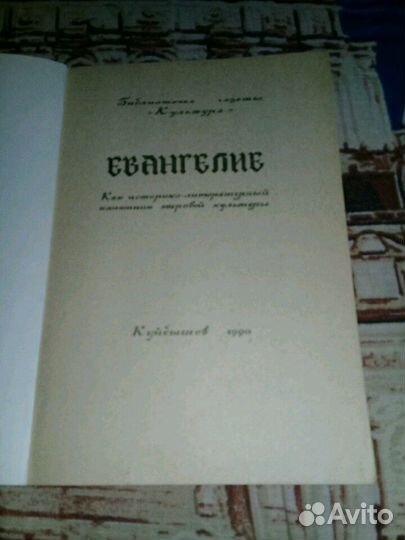 Библиотека газеты
"Культура"
ЕВАНГЕЛИЕ
Как историко-литературный
памятник мировой культуры
Куйбышев 1990
Avito